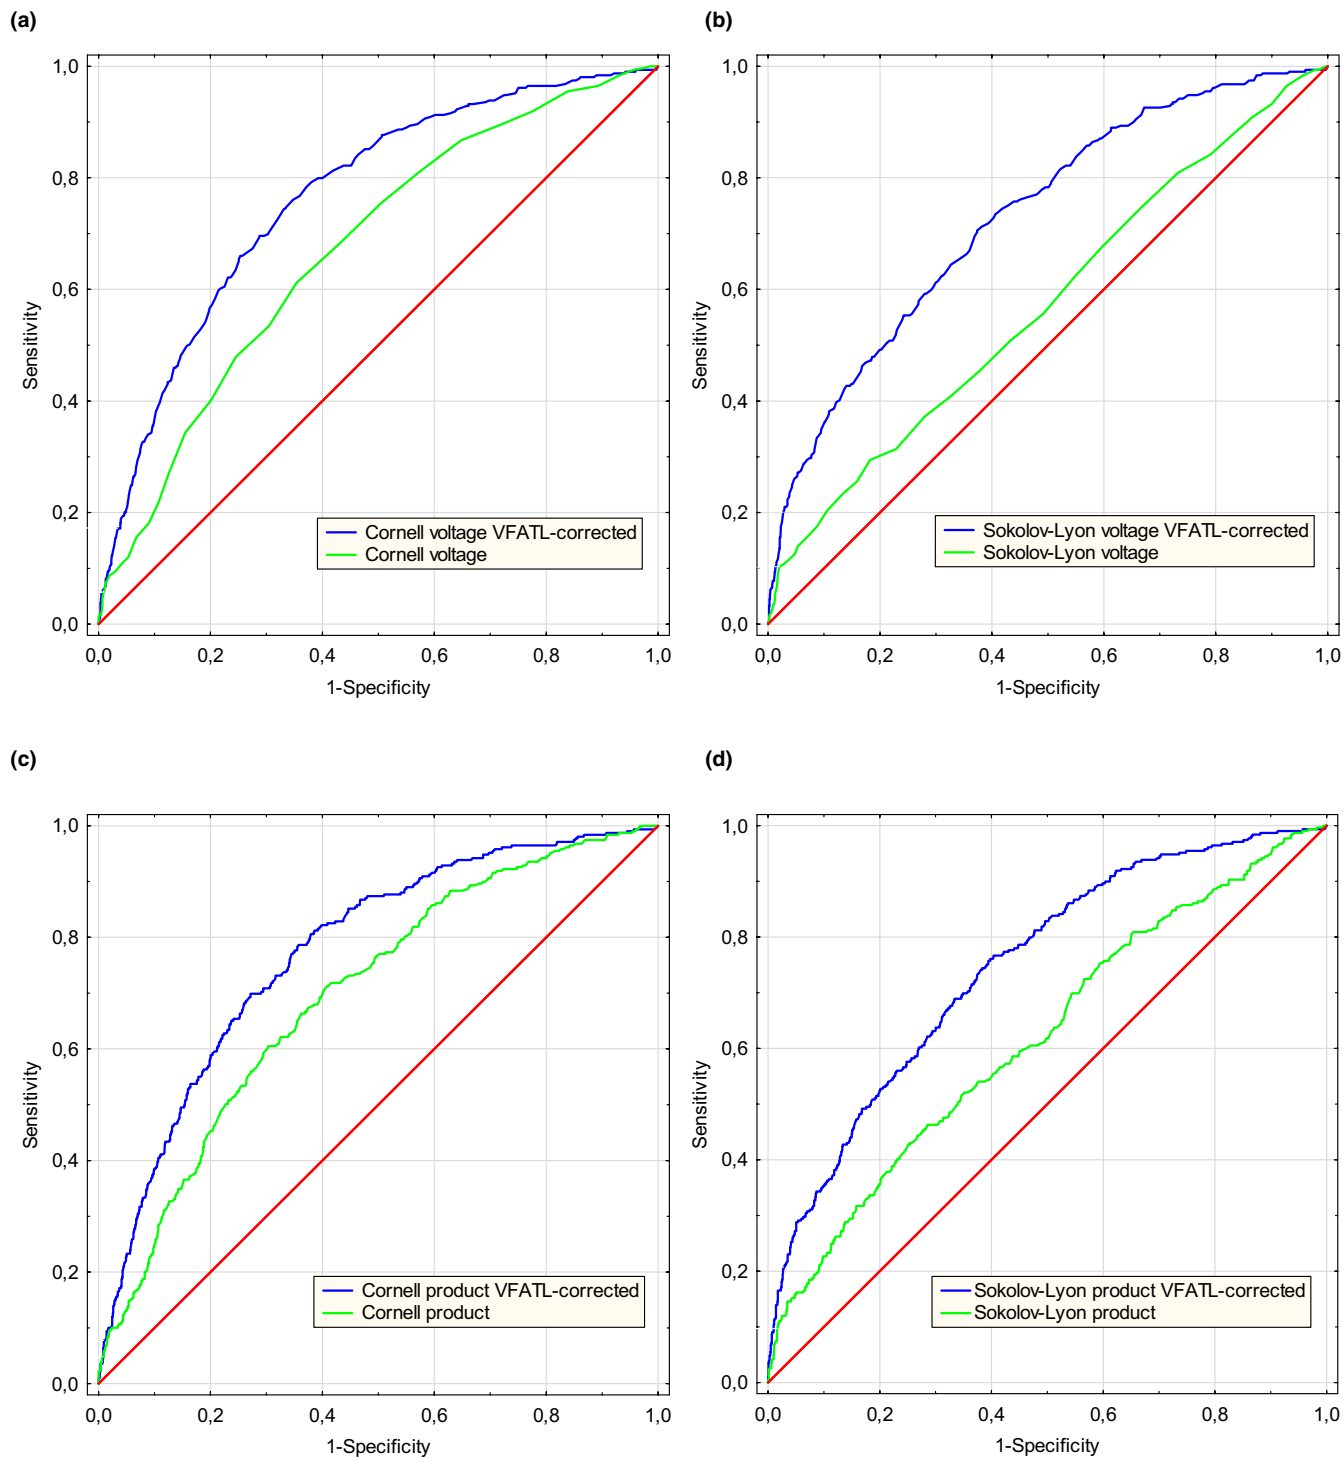 (a)
1,0
0,8
0,6
0,4
0,2
0,0
Sensitivity
Cornell voltage VFATL-corrected
Cornell voltage
0,0 0,2 0,4 0,6 0,8 1,0
1-Specificity
(b)
1,0
0,8
0,6
0,4
0,2
0,0
Sensitivity
Sokolov-Lyon voltage VFATL-corrected
Sokolov-Lyon voltage
0,0 0,2 0,4 0,6 0,8 1,0
1-Specificity
(c)
1,0
0,8
0,6
0,4
0,2
0,0
Sensitivity
Cornell product VFATL-corrected
Cornell product
0,0 0,2 0,4 0,6 0,8 1,0
1-Specificity
(d)
1,0
0,8
0,6
0,4
0,2
0,0
Sensitivity
Sokolov-Lyon product VFATL-corrected
Sokolov-Lyon product
0,0 0,2 0,4 0,6 0,8 1,0
1-Specificity